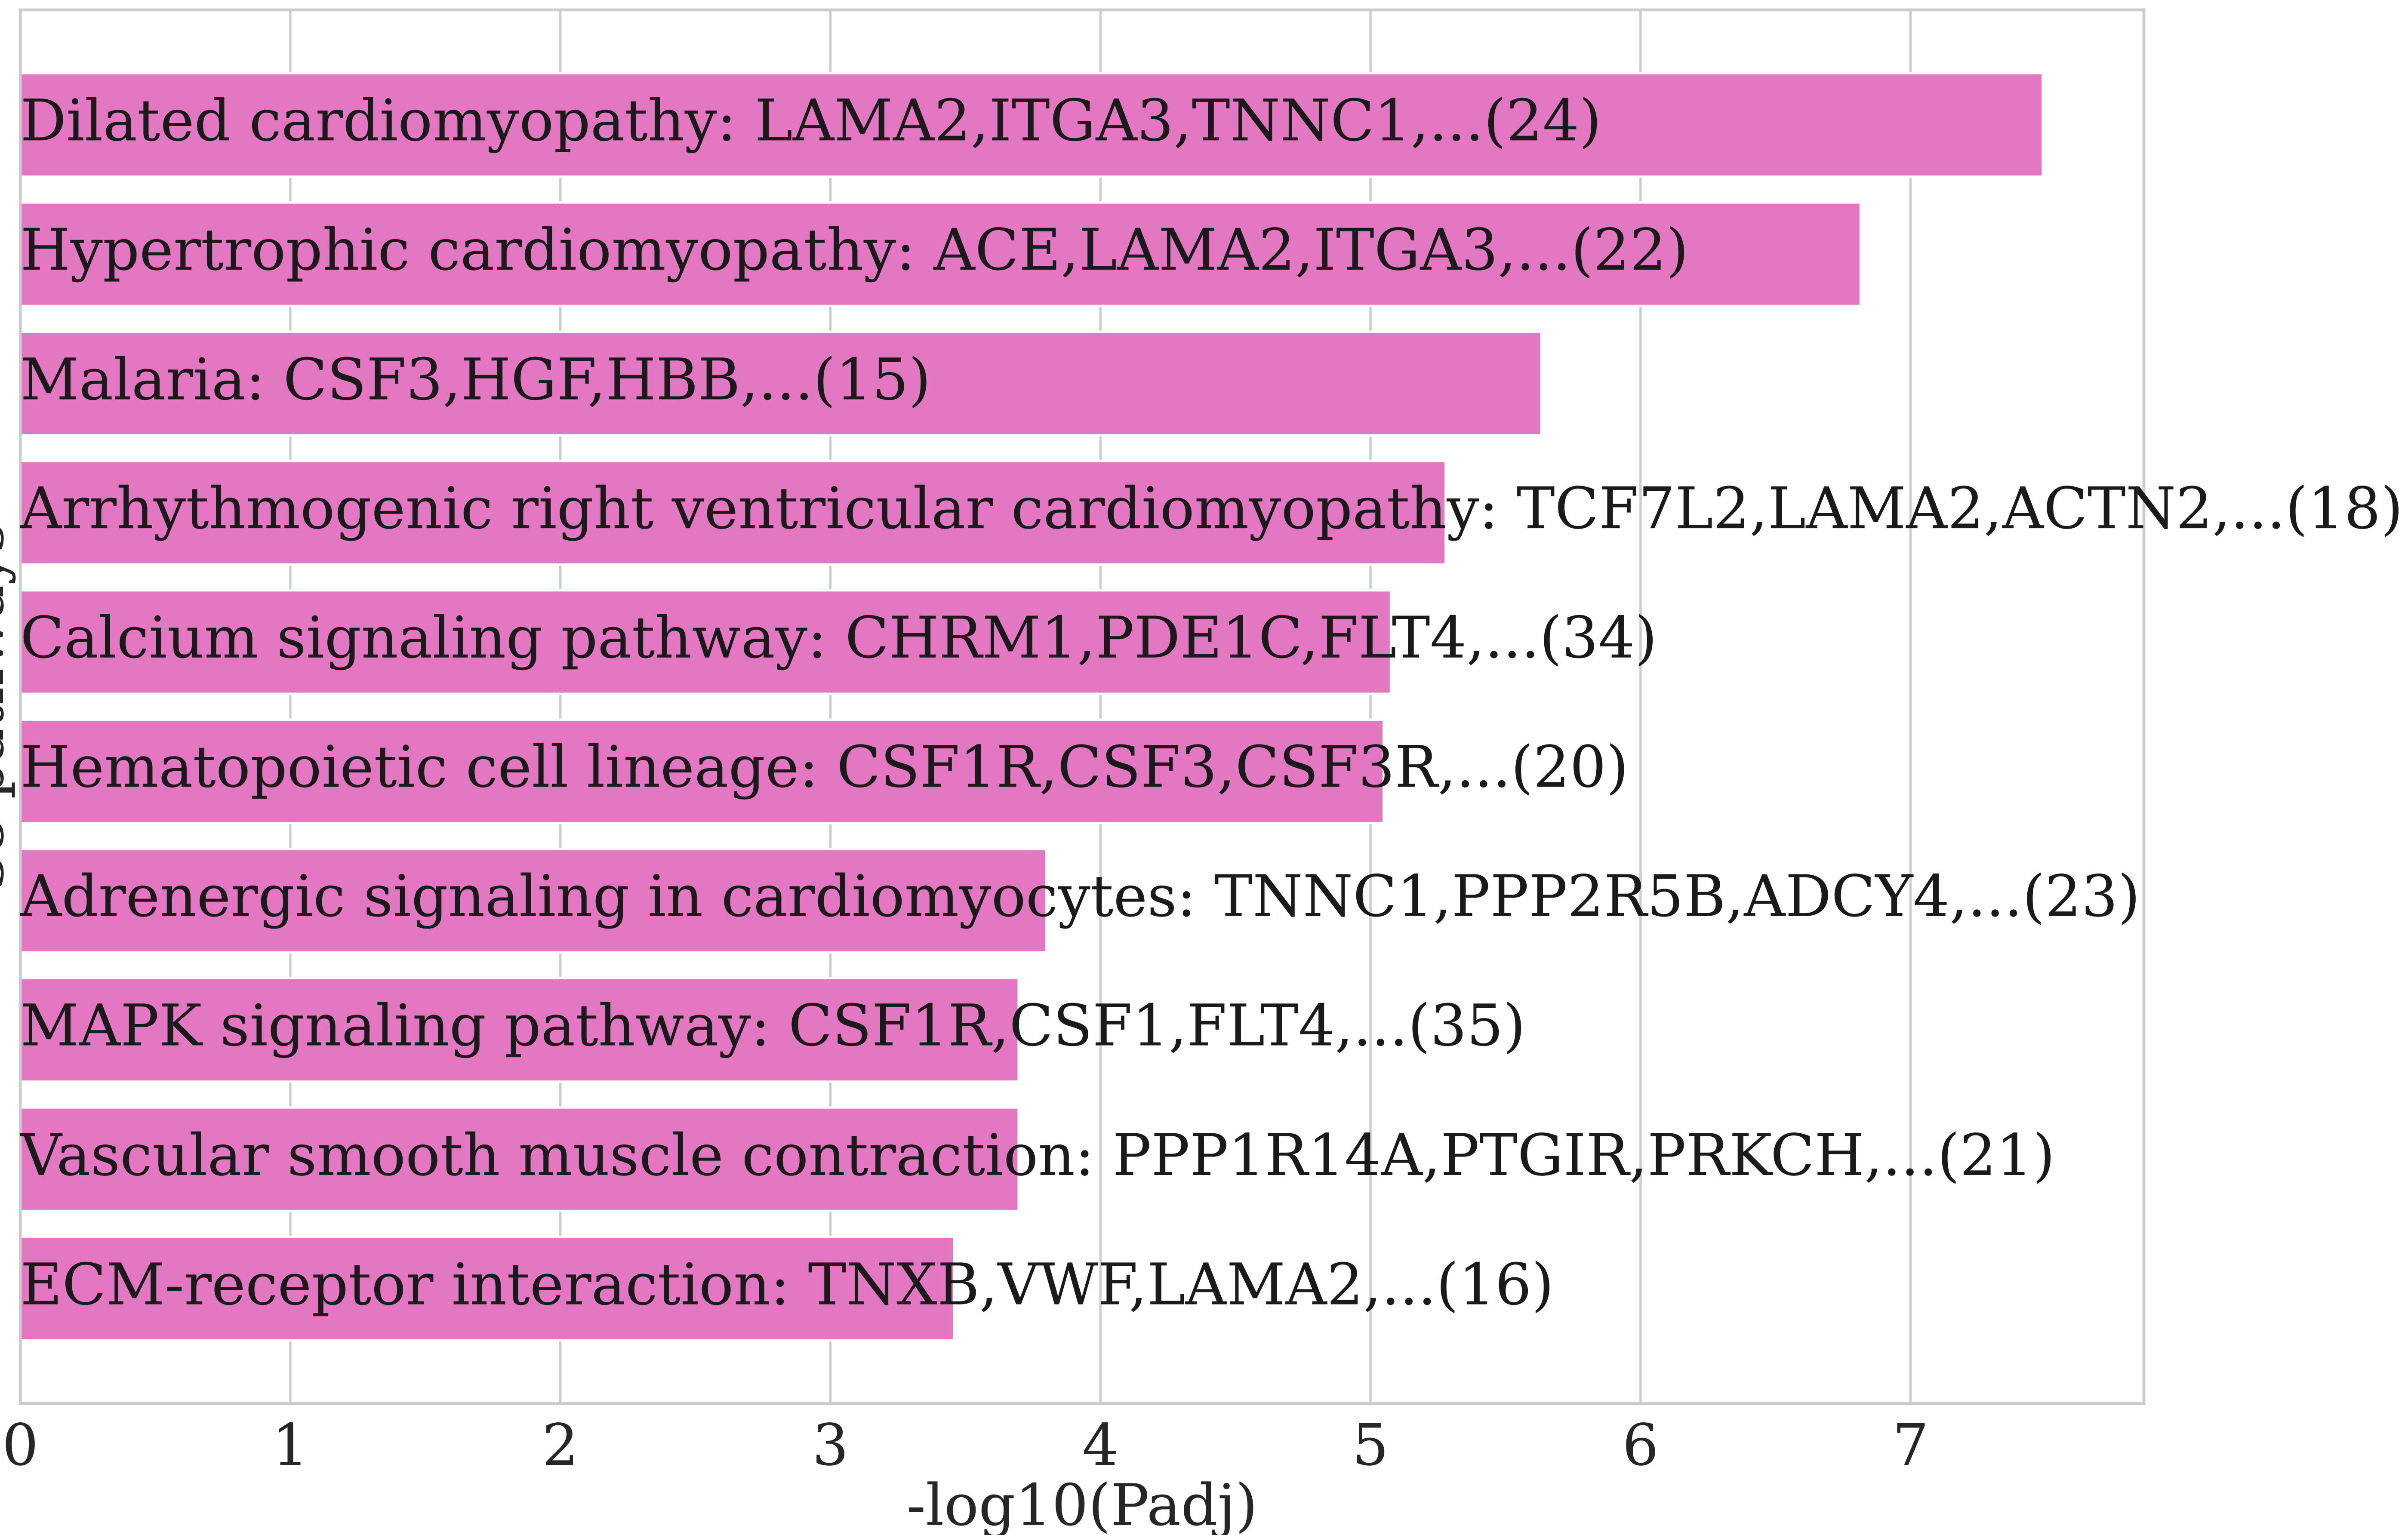 Dilated cardiomyopathy: LAMA2,ITGA3,TNNC1,...(24)
Hypertrophic cardiomyopathy: ACE,LAMA2,ITGA3,...(22)
Malaria: CSF3,HGF,HBB,...(15)
Arrhythmogenic right ventricular cardiomyopathy: TCF7L2,LAMA2,ACTN2,...(18)
Calcium signaling pathway: CHRM1,PDE1C,FLT4,...(34)
Hematopoietic cell lineage: CSF1R,CSF3,CSF3R,...(20)
Adrenergic signaling in cardiomyocytes: TNNC1,PPP2R5B,ADCY4,...(23)
MAPK signaling pathway: CSF1R,CSF1,FLT4,...(35)
Vascular smooth muscle contraction: PPP1R14A,PTGIR,PRKCH,...(21)
ECM-receptor interaction: TNXB,VWF,LAMA2,...(16)
0 1 2 3 4 5 6 7
-log10(Padj)